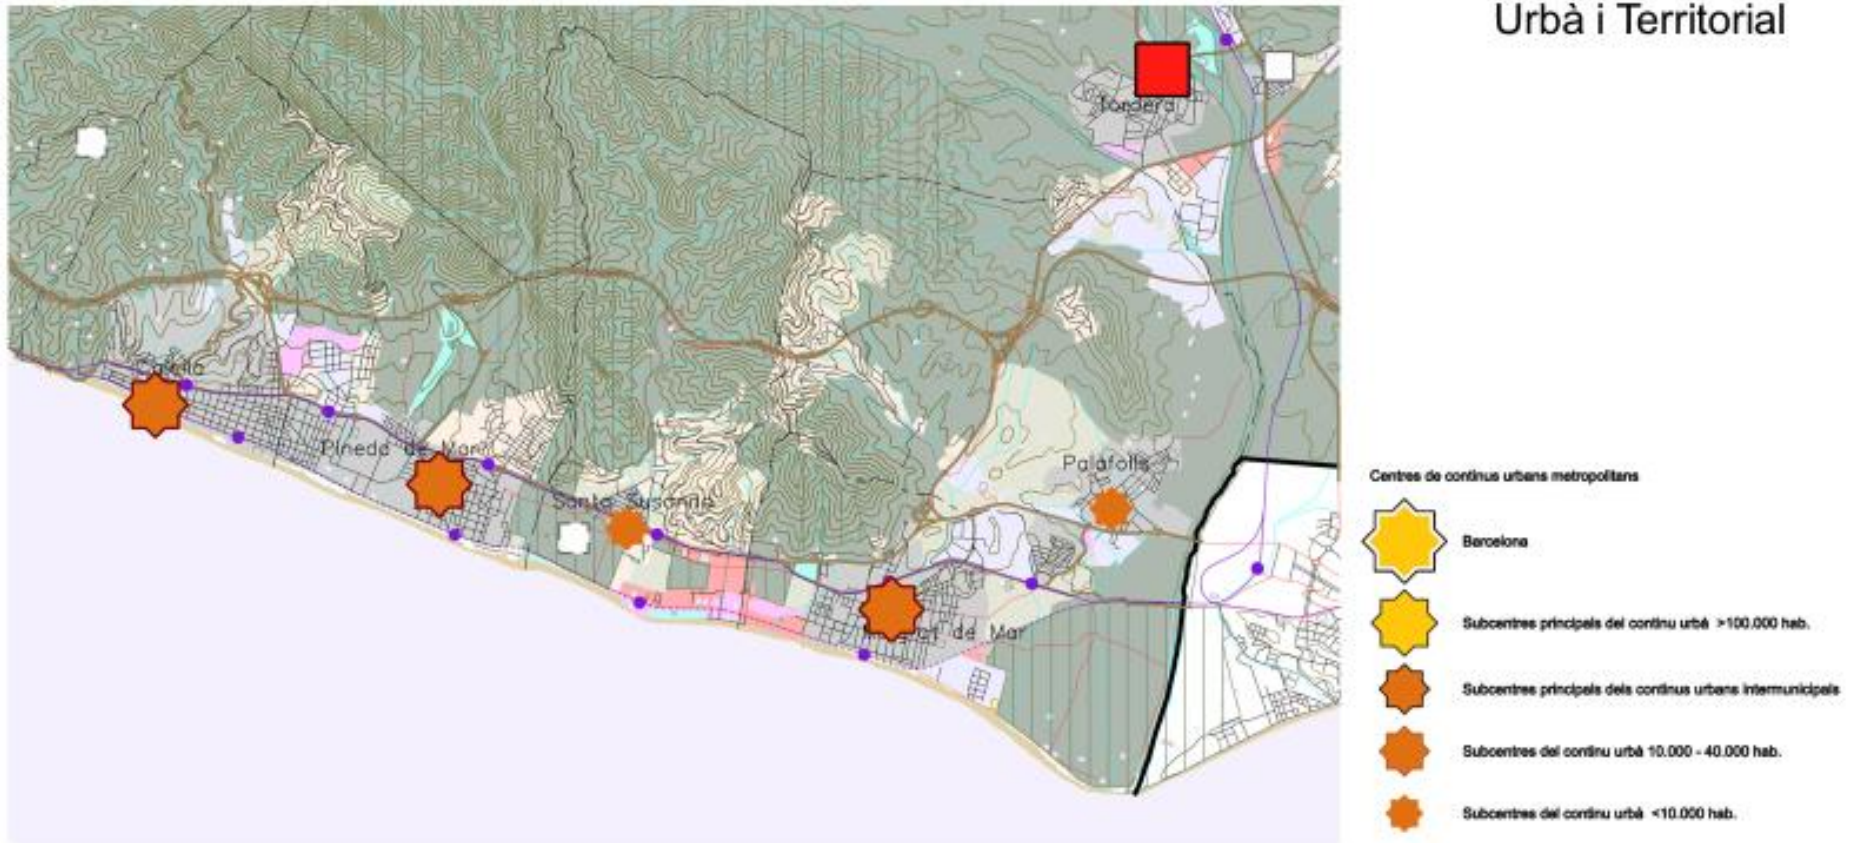 Urbà i Territorial
Tordera
Pineda de Mar
Santa Susanna
Palafolls
de Mar
Centres de continus urbans metropolitans
Barcelona
Subcentres principals del continu urbà >100.000 hab.
Subcentres principals dels continus urbans intermunicipals
Subcentres del continu urbà 10.000 - 40.000 hab.
Subcentres del continu urbà <10.000 hab.